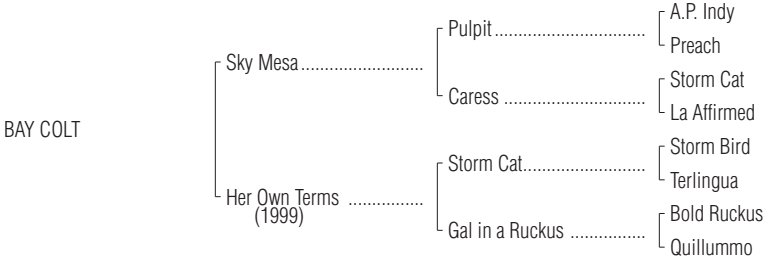 A.P. Indy
Pulpit..............................
Preach
Sky Mesa........................
Storm Cat
Caress ............................
La Affirmed
BAY COLT
Storm Bird
Storm Cat........................
Terlingua
Her Own Terms ...............
(1999)
Bold Ruckus
Gal in a Ruckus ...............
Quillummo